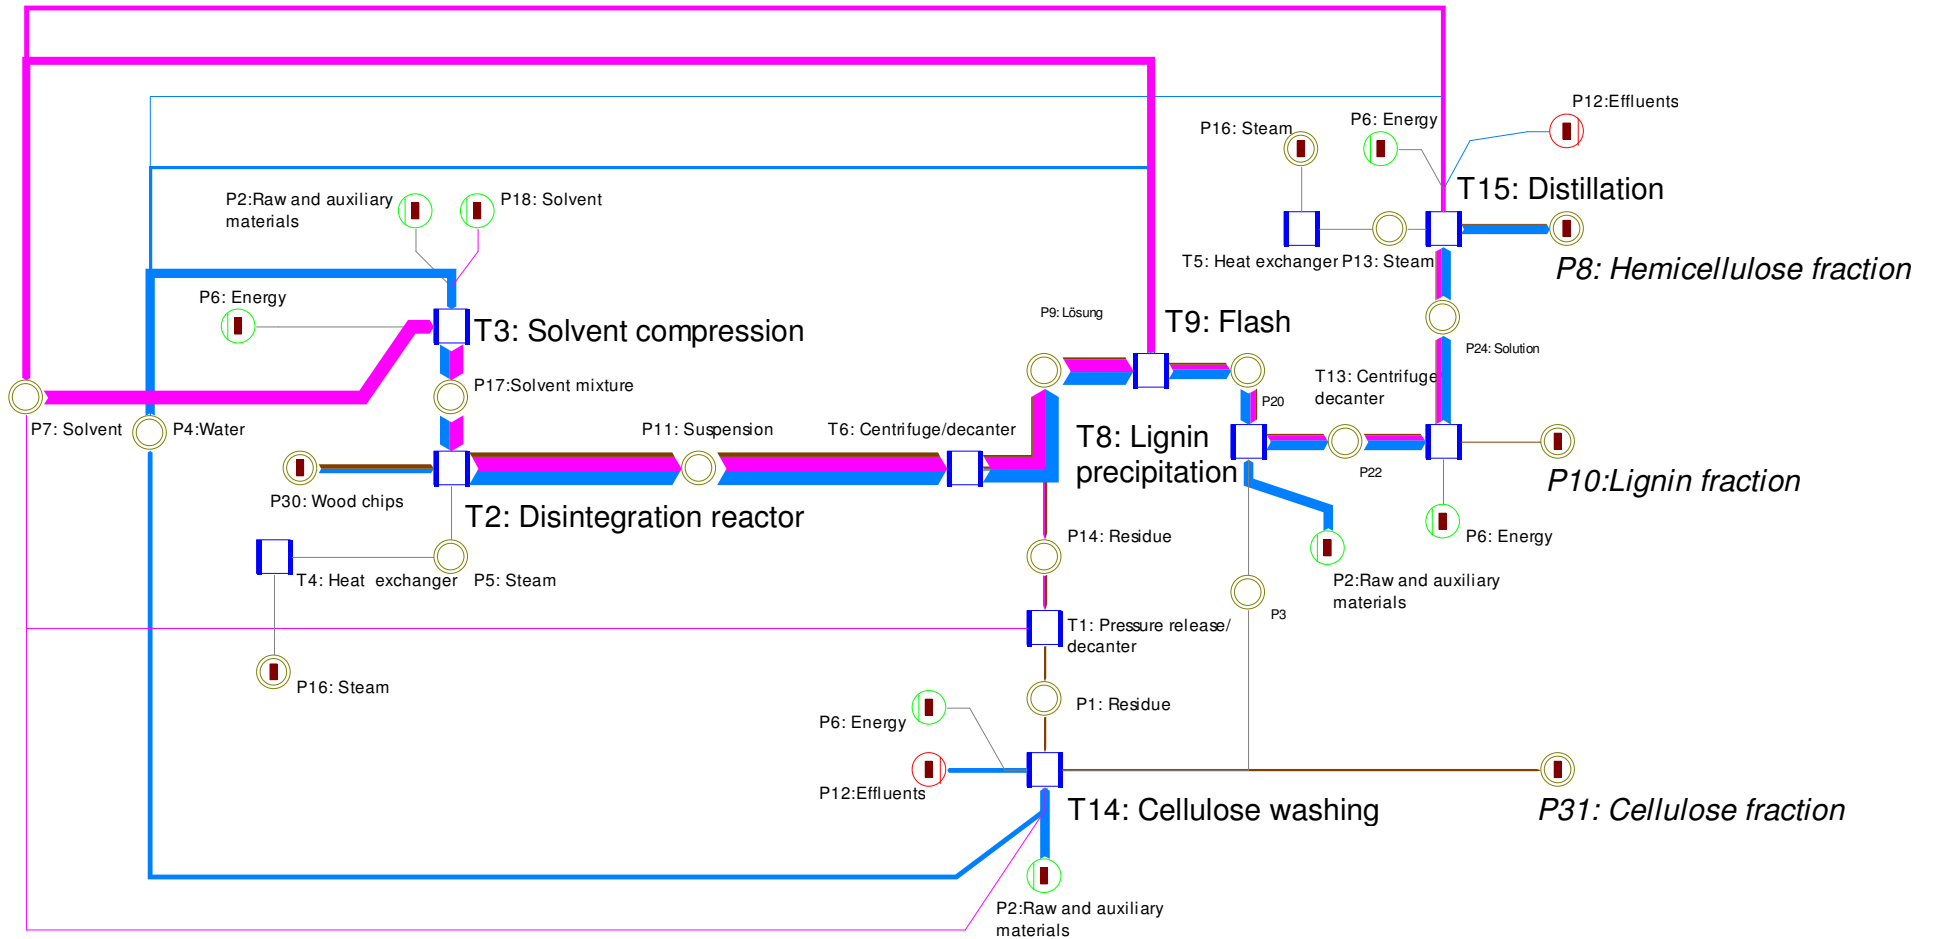 P12:Effluents
P16: Steam
P6: Energy
T15: Distillation
P2:Raw and auxiliary
materials
P18: Solvent
T5: Heat exchanger
P13: Steam
P8: Hemicellulose fraction
P6: Energy
T3: Solvent compression
P9: Lösung
T9: Flash
P24: Solution
P17:Solvent mixture
T13: Centrifuge
decanter
P20
P7: Solvent
P4:Water
P11: Suspension
T6: Centrifuge/decanter
T8: Lignin
precipitation
P22
P10:Lignin fraction
P30: Wood chips
T2: Disintegration reactor
P14: Residue
P6: Energy
T4: Heat exchanger
P5: Steam
P2:Raw and auxiliary
materials
P3
T1: Pressure release/
decanter
P16: Steam
P1: Residue
P6: Energy
P12:Effluents
T14: Cellulose washing
P31: Cellulose fraction
P2:Raw and auxiliary
materials